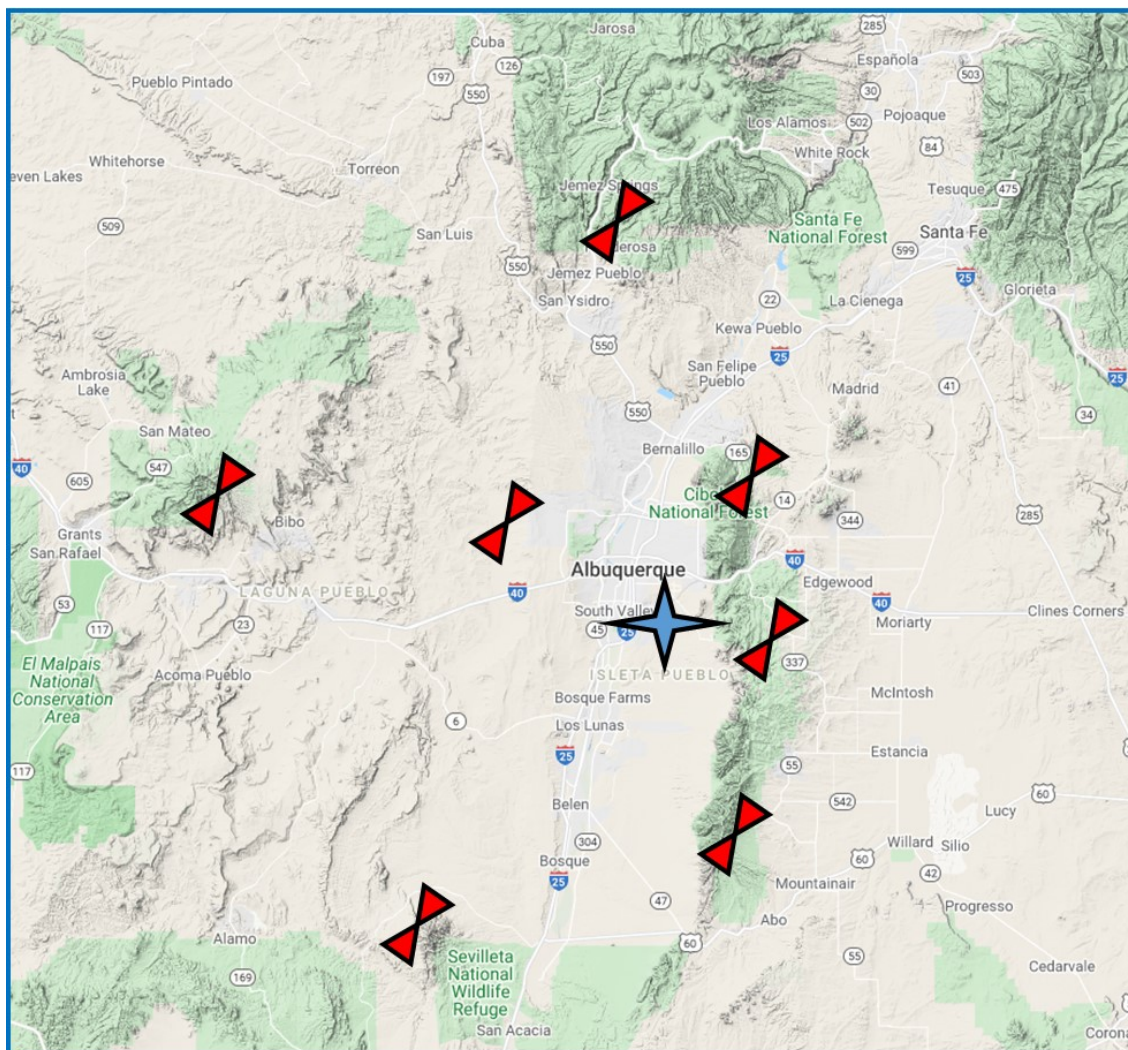 Jarosa
285
Cuba
126
Española
Pueblo Pintado
197
550
503
30
Los Alamos
Pojoaque
502
Whitehorse
84
White Rock
even Lakes
Torreon
Jemez Springs
Tesuque
475
509
San Luis
Santa Fe
National Forest
Santa Fe
599
550
Jemez Pueblo
25
San Ysidro
22
La Cienega
Glorieta
Kewa Pueblo
550
25
San Felipe
Pueblo
Ambrosia
Lake
Madrid
41
25
550
34
San Mateo
Bernalillo
165
547
40
605
14
National Forest
285
344
Grants
Bibo
San Rafael
Albuquerque
40
Edgewood
40
LAGUNA PUEBLO
53
South Valley
40
Clines Corners
45
25
Moriarty
23
117
337
El Malpais
National
Conservation
Area
Acoma Pueblo
ISLETA PUEBLO
Bosque Farms
McIntosh
6
Los Lunas
Estancia
25
55
117
60
Belen
542
Lucy
304
Willard
Silio
Bosque
60
25
42
Mountainair
47
Progresso
Abo
Alamo
60
Sevilleta
National
Wildlife
Refuge
55
169
Cedarvale
San Acacia
Corona